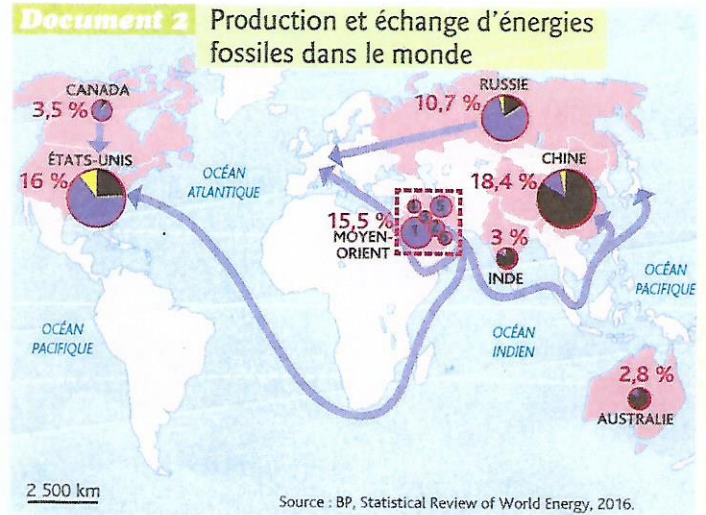 Document 2 Production et échange d'énergies
fossiles dans le monde
CANADA
3,5 %
ÉTATS-UNIS
16 %
OCÉAN
ATLANTIQUE
RUSSIE
10,7 %
CHINE
18,4 %
15,5 %
MOYEN-
ORIENT
1
5
3 %
INDE
OCÉAN
PACIFIQUE
OCÉAN
PACIFIQUE
OCÉAN
INDIEN
2,8 %
AUSTRALIE
2 500 km
Source : BP, Statistical Review of World Energy, 2016.